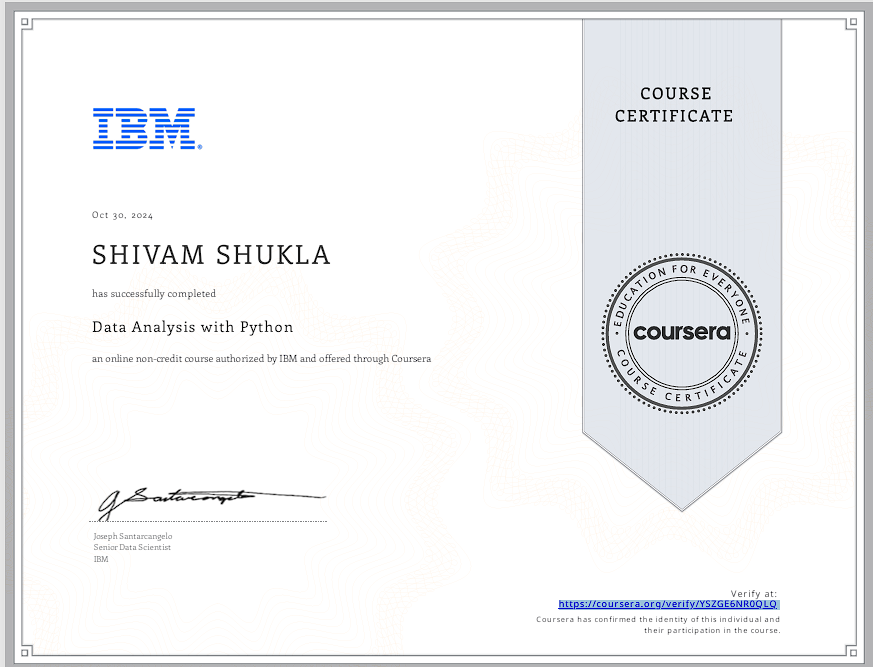 IBM®
COURSE
CERTIFICATE
Oct 30, 2024
SHIVAM SHUKLA
has successfully completed
Data Analysis with Python
an online non-credit course authorized by IBM and offered through Coursera
EDUCATION FOR EVERYONE
coursera
COURSE CERTIFICATE
J Santarcangelo
Joseph Santarcangelo
Senior Data Scientist
IBM
Verify at:
https://coursera.org/verify/YSZGE6NR0QLQ
Coursera has confirmed the identity of this individual and
their participation in the course.